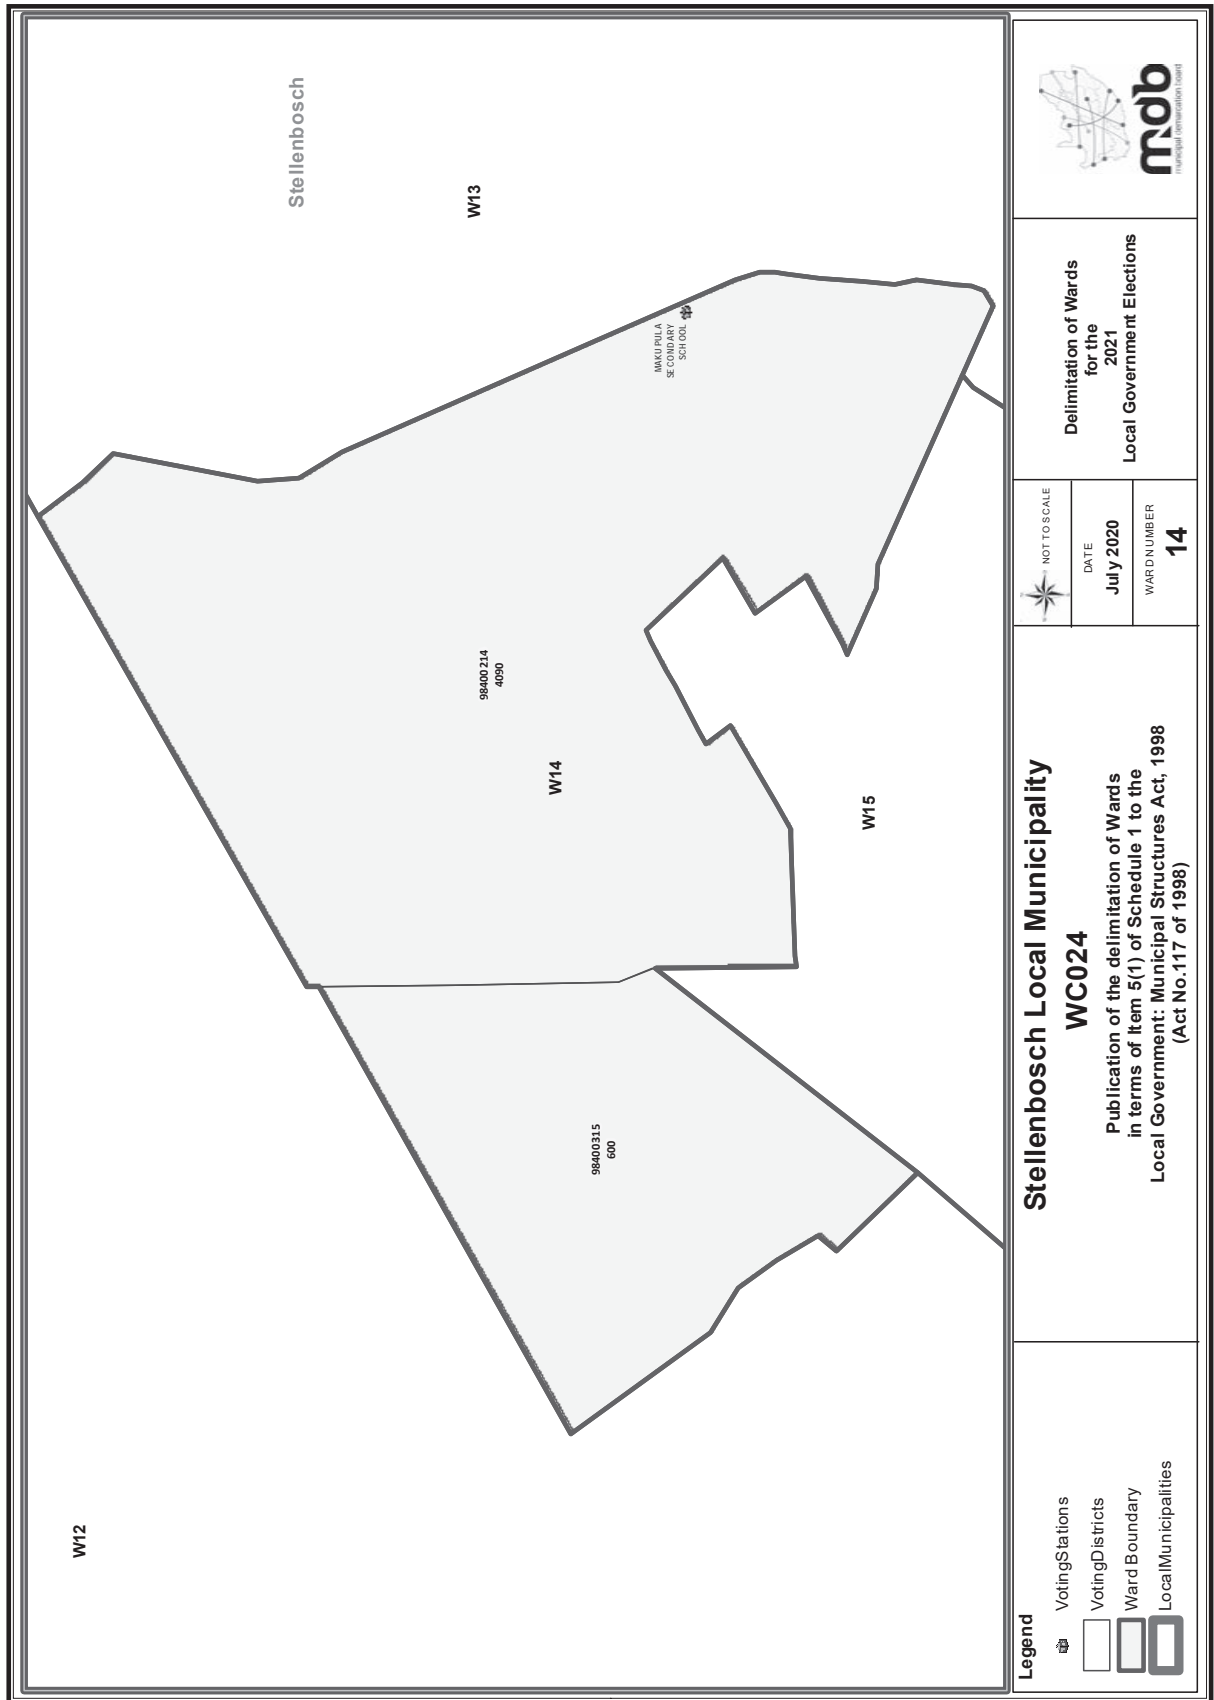 W12
Stellenbosch
W13
MAKUPULA
SECONDARY
SCHOOL
98400214
4090
W14
98400315
600
W15
Legend
VotingStations
VotingDistricts
Ward Boundary
LocalMunicipalities
Stellenbosch Local Municipality
WC024
Publication of the delimitation of Wards
in terms of Item 5(1) of Schedule 1 to the
Local Government: Municipal Structures Act, 1998
(Act No.117 of 1998)
NOT TO SCALE
DATE
July 2020
WARD NUMBER
14
Delimitation of Wards
for the
2021
Local Government Elections
mdb
municipal demarcation board